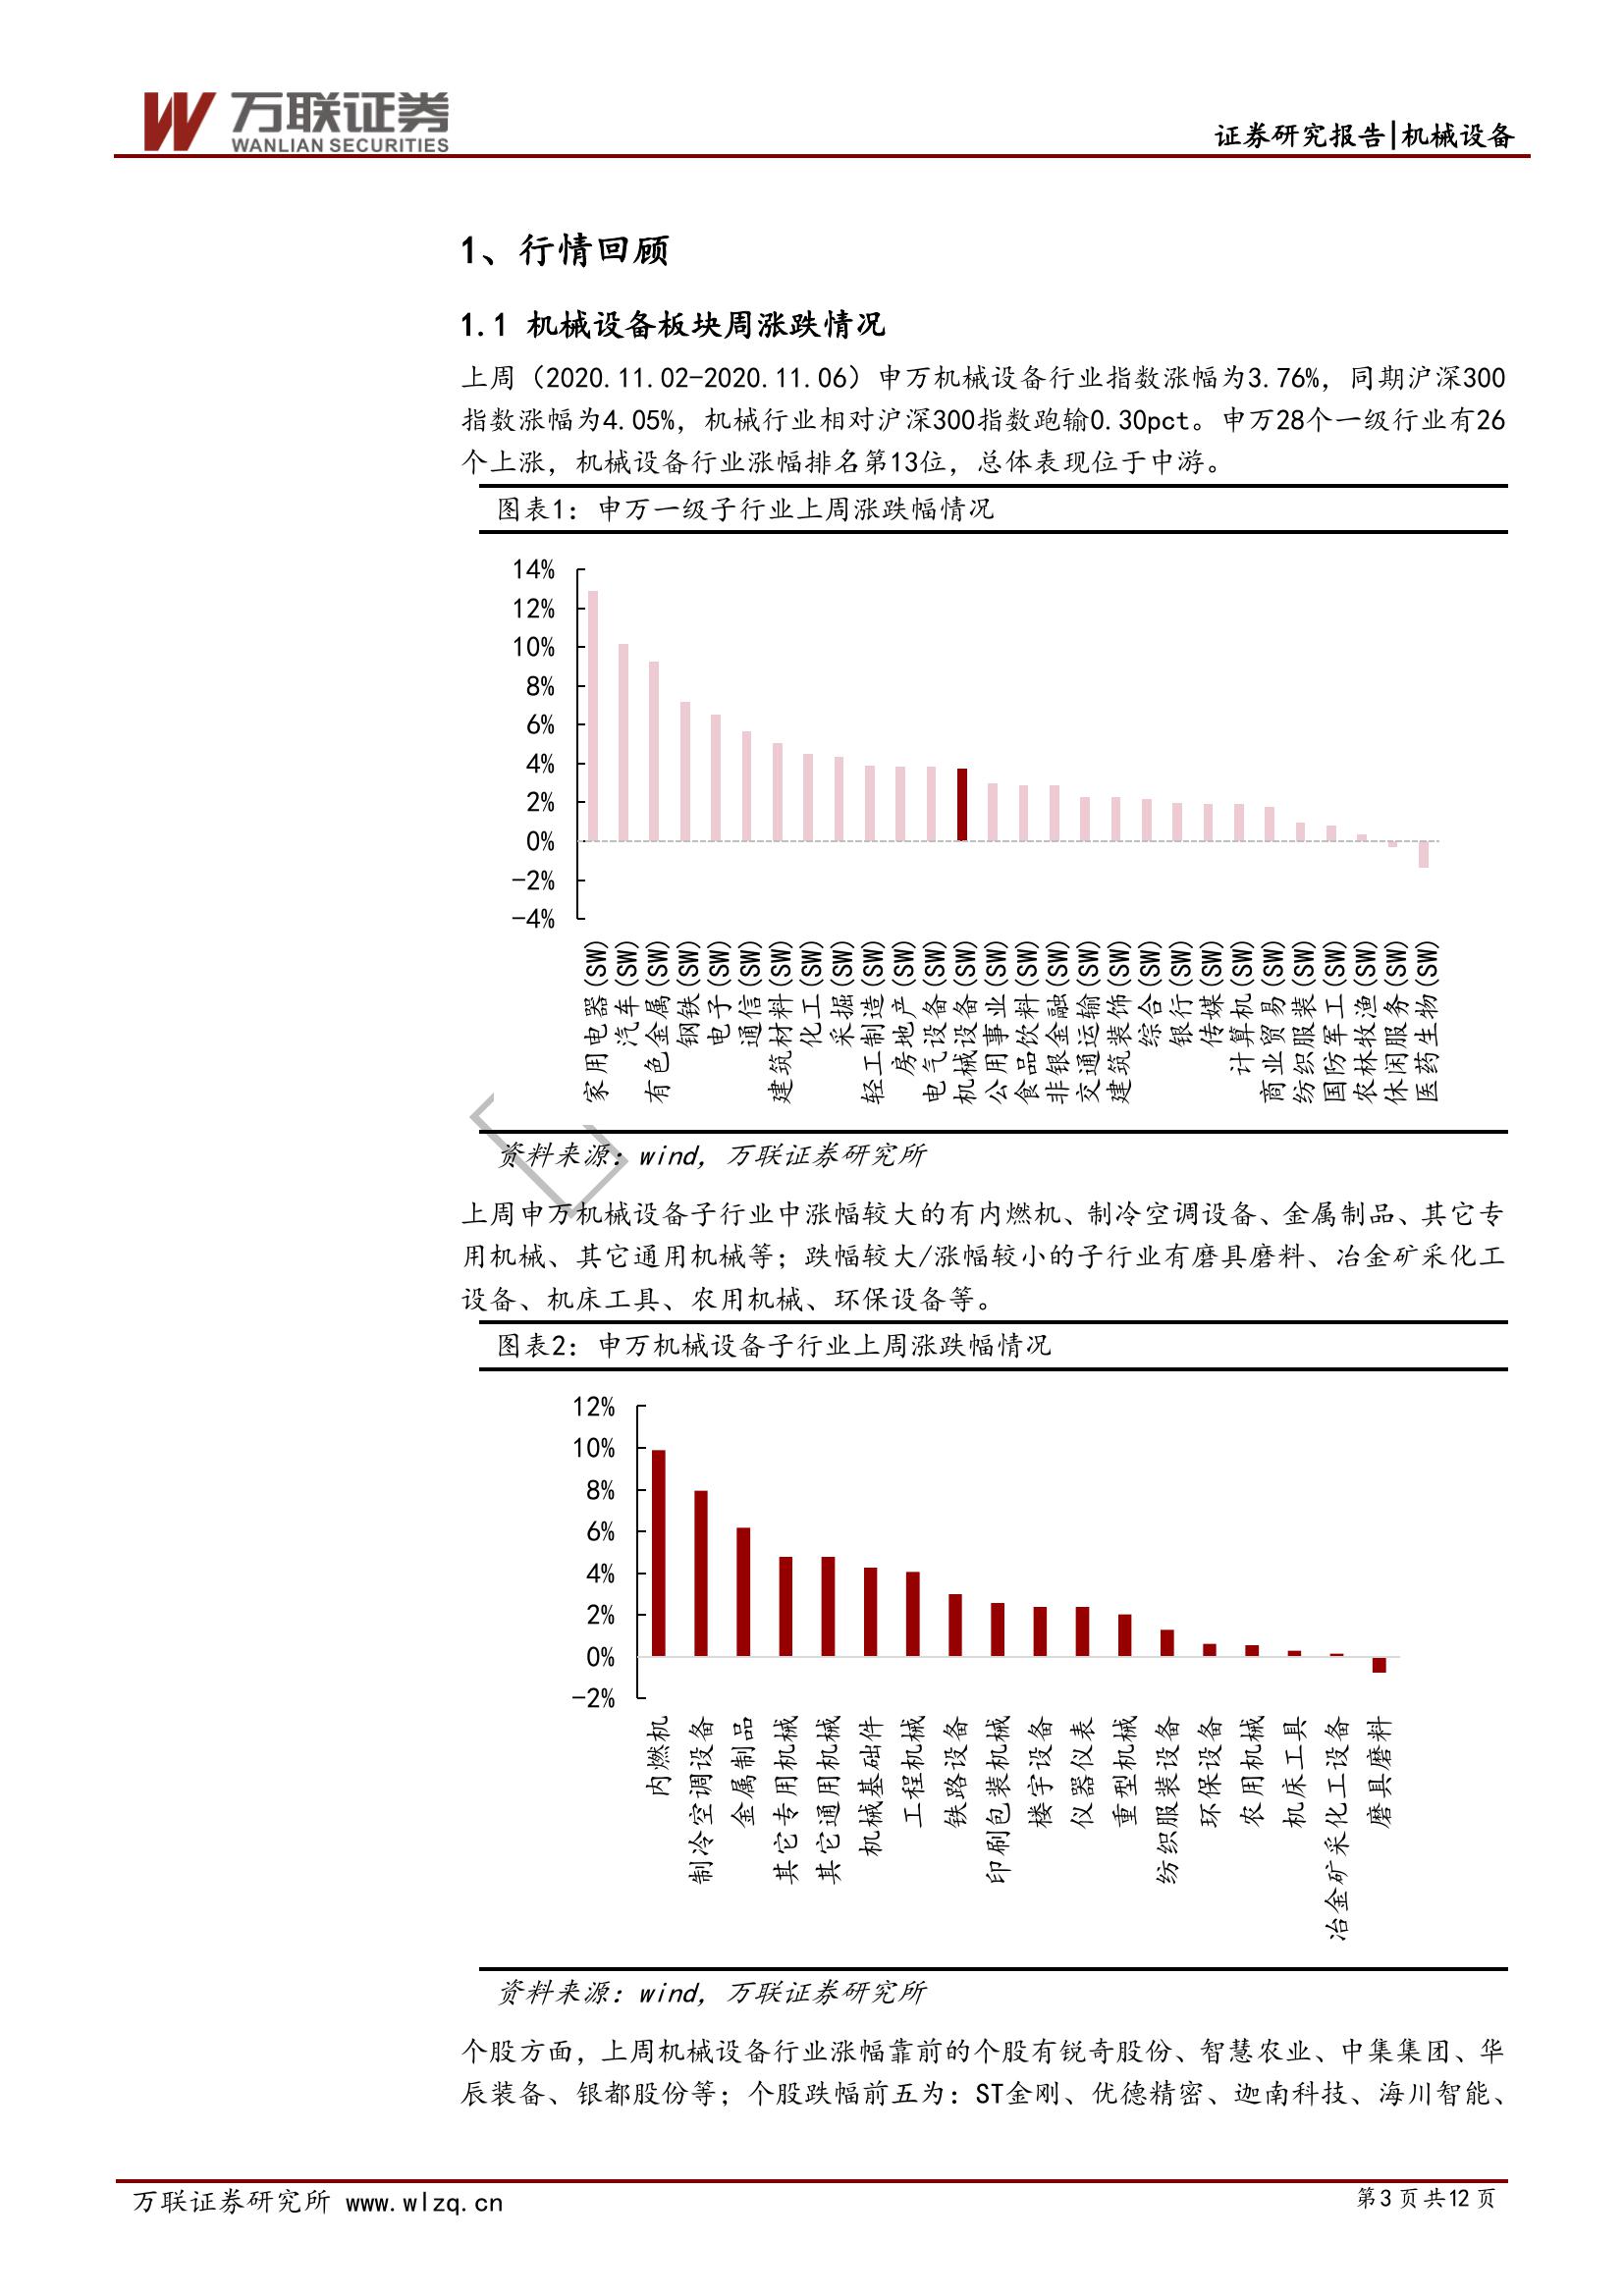 万联证券
WANLIAN SECURITIES
证券研究报告|机械设备
1、行情回顾
1.1 机械设备板块周涨跌情况
上周（2020.11.02-2020.11.06）申万机械设备行业指数涨幅为3.76%，同期沪深300
指数涨幅为4.05%，机械行业相对沪深300指数跑输0.30pct。申万28个一级行业有26
个上涨，机械设备行业涨幅排名第13位，总体表现位于中游。
图表1：申万一级子行业上周涨跌幅情况
14%
12%
10%
8%
6%
4%
2%
0%
-2%
-4%
家用电器(SW)
汽车(SW)
有色金属(SW)
钢铁(SW)
电子(SW)
通信(SW)
建筑材料(SW)
化工(SW)
采掘(SW)
轻工制造(SW)
房地产(SW)
电气设备(SW)
机械设备(SW)
公用事业(SW)
食品饮料(SW)
非银金融(SW)
交通运输(SW)
建筑装饰(SW)
综合(SW)
银行(SW)
传媒(SW)
计算机(SW)
商业贸易(SW)
纺织服装(SW)
国防军工(SW)
农林牧渔(SW)
休闲服务(SW)
医药生物(SW)
资料来源：wind，万联证券研究所
上周申万机械设备子行业中涨幅较大的有内燃机、制冷空调设备、金属制品、其它专
用机械、其它通用机械等；跌幅较大/涨幅较小的子行业有磨具磨料、冶金矿采化工
设备、机床工具、农用机械、环保设备等。
图表2：申万机械设备子行业上周涨跌幅情况
12%
10%
8%
6%
4%
2%
0%
-2%
内燃机
制冷空调设备
金属制品
其它专用机械
其它通用机械
机械基础件
工程机械
铁路设备
印刷包装机械
楼宇设备
仪器仪表
重型机械
纺织服装设备
环保设备
农用机械
机床工具
冶金矿采化工设备
磨具磨料
资料来源：wind，万联证券研究所
个股方面，上周机械设备行业涨幅靠前的个股有锐奇股份、智慧农业、中集集团、华
辰装备、银都股份等；个股跌幅前五为：ST金刚、优德精密、迦南科技、海川智能、
万联证券研究所 www.wlzq.cn
第3页共12页